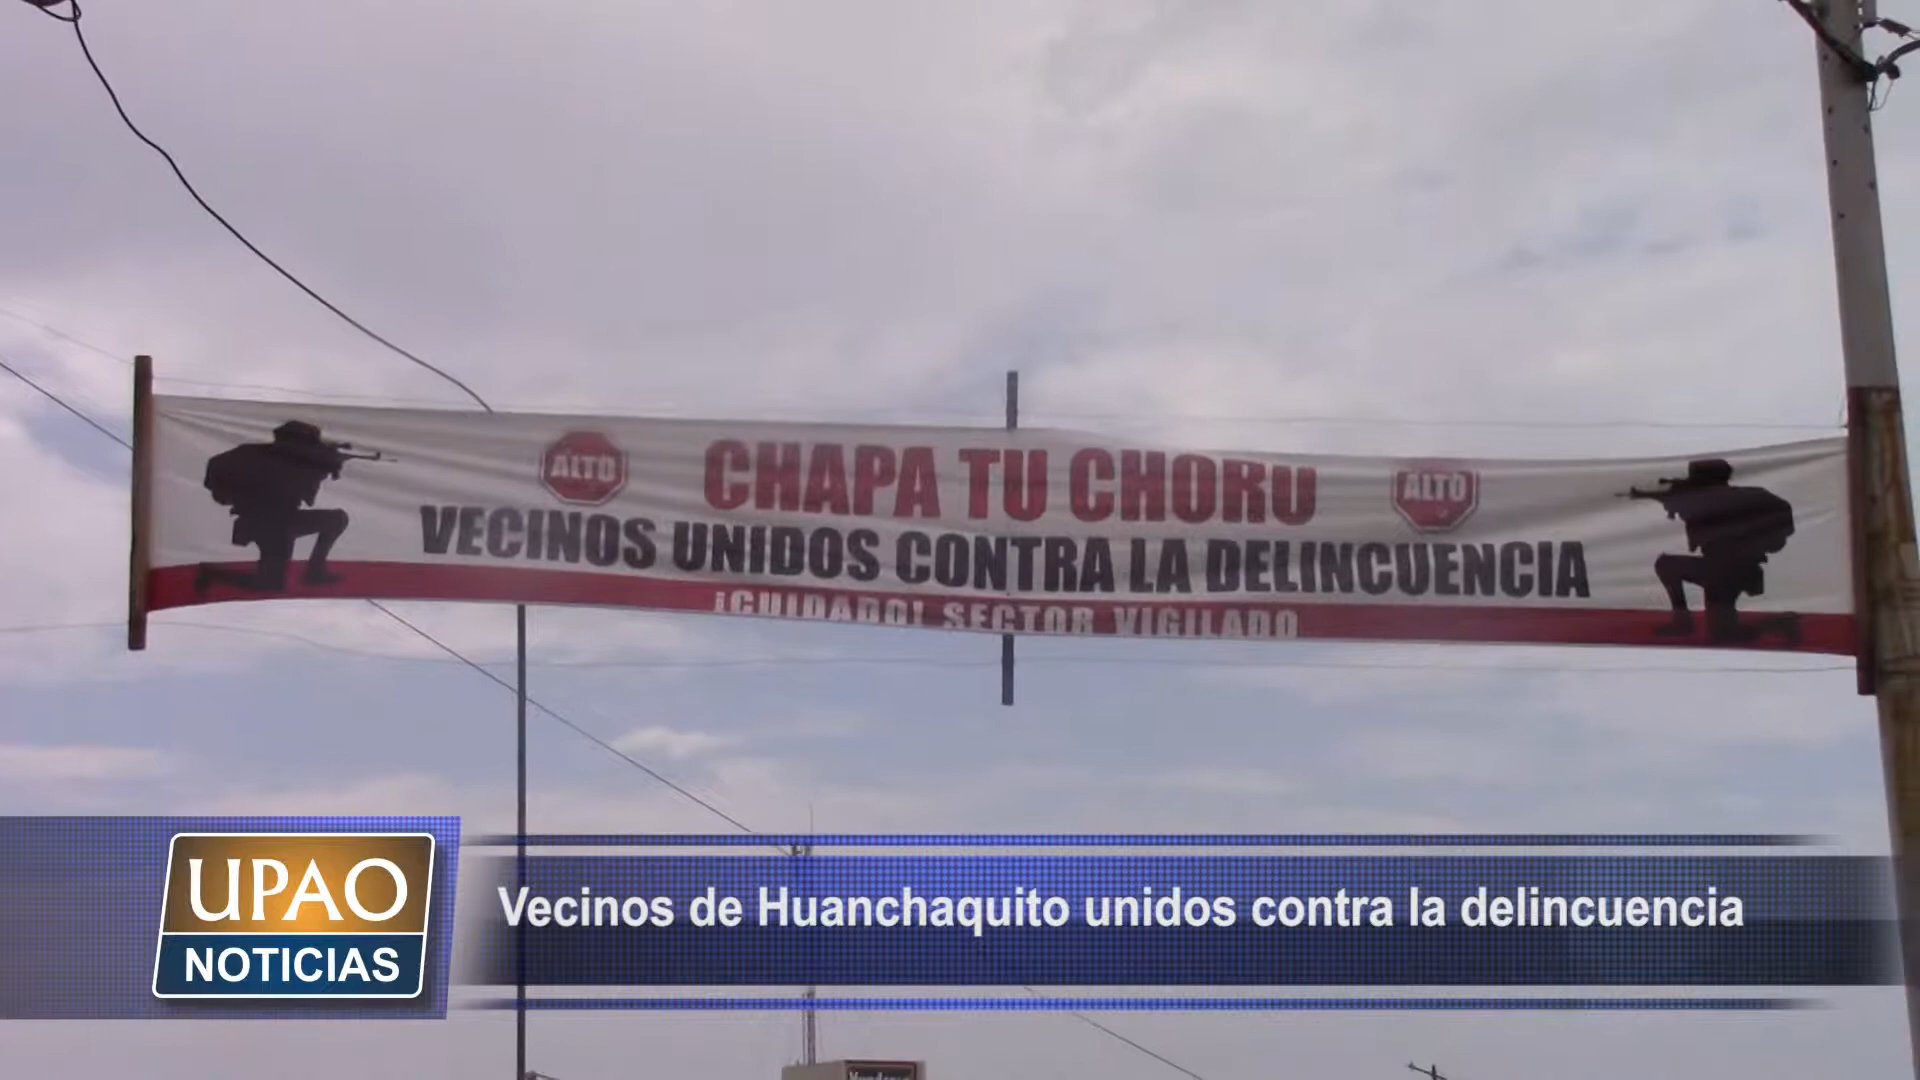 ALTO CHAPA TU CHORU ALTO
VECINOS UNIDOS CONTRA LA DELINCUENCIA
¡CUIDADO! SECTOR VIGILADO
UPAO
NOTICIAS
Vecinos de Huanchaquito unidos contra la delincuencia